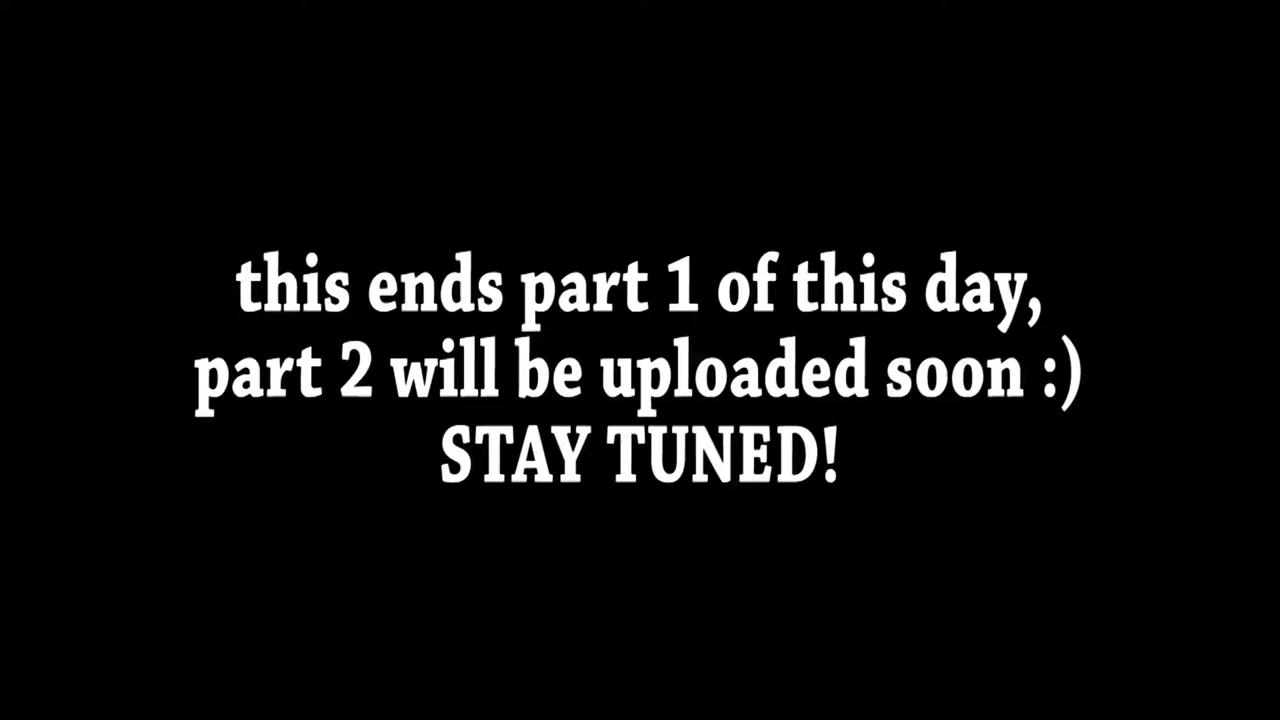 this ends part 1 of this day,
part 2 will be uploaded soon :)
STAY TUNED!